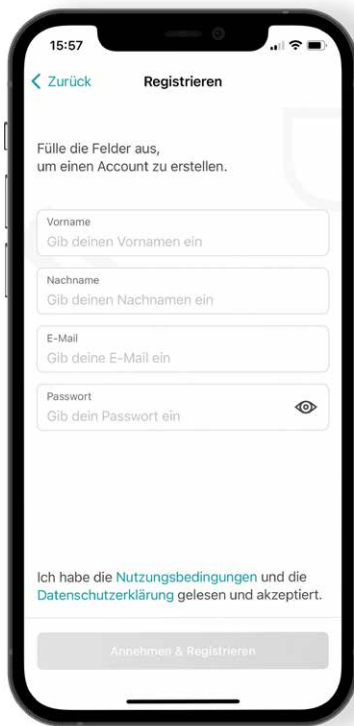 15:57
Zurück
Registrieren
Fülle die Felder aus,
um einen Account zu erstellen.
Vorname
Gib deinen Vornamen ein
Nachname
Gib deinen Nachnamen ein
E-Mail
Gib deine E-Mail ein
Passwort
Gib dein Passwort ein
Ich habe die Nutzungsbedingungen und die
Datenschutzerklärung gelesen und akzeptiert.
Annehmen & Registrieren